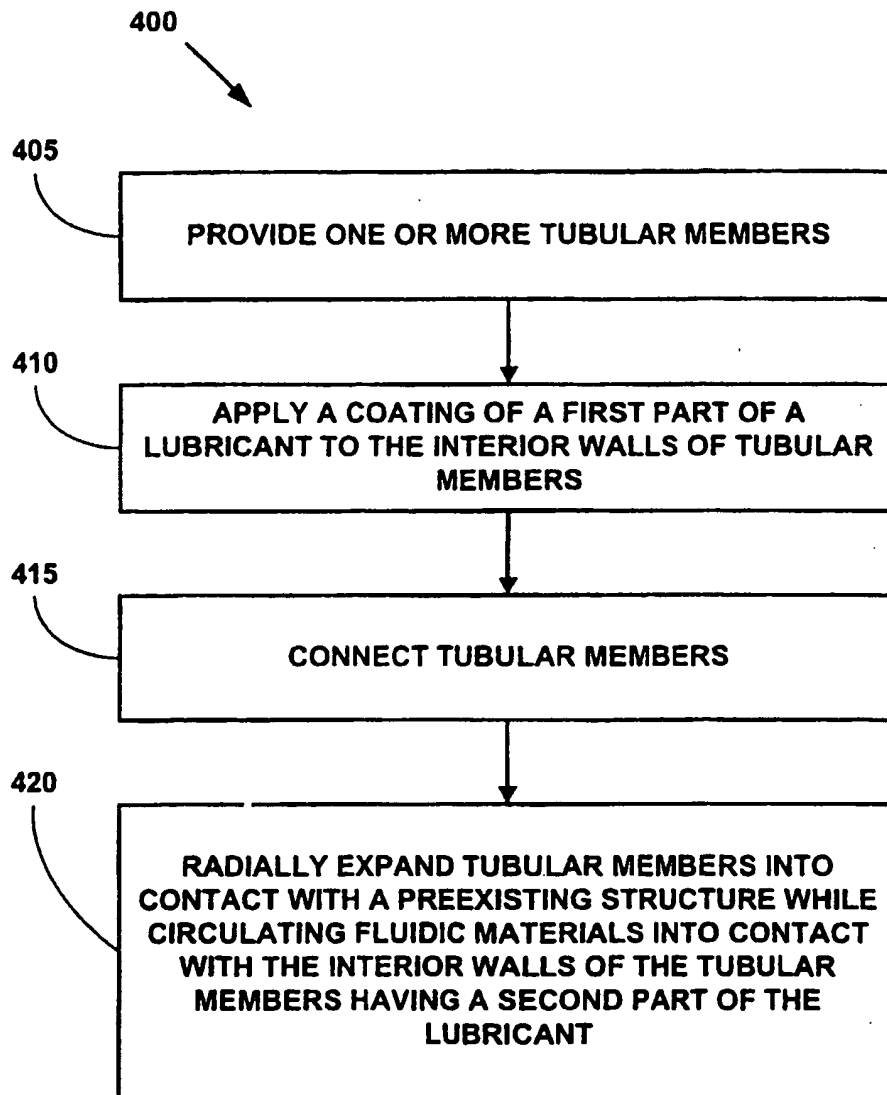 400
405
PROVIDE ONE OR MORE TUBULAR MEMBERS
410
APPLY A COATING OF A FIRST PART OF A
LUBRICANT TO THE INTERIOR WALLS OF TUBULAR
MEMBERS
415
CONNECT TUBULAR MEMBERS
420
RADIALLY EXPAND TUBULAR MEMBERS INTO
CONTACT WITH A PREEXISTING STRUCTURE WHILE
CIRCULATING FLUIDIC MATERIALS INTO CONTACT
WITH THE INTERIOR WALLS OF THE TUBULAR
MEMBERS HAVING A SECOND PART OF THE
LUBRICANT